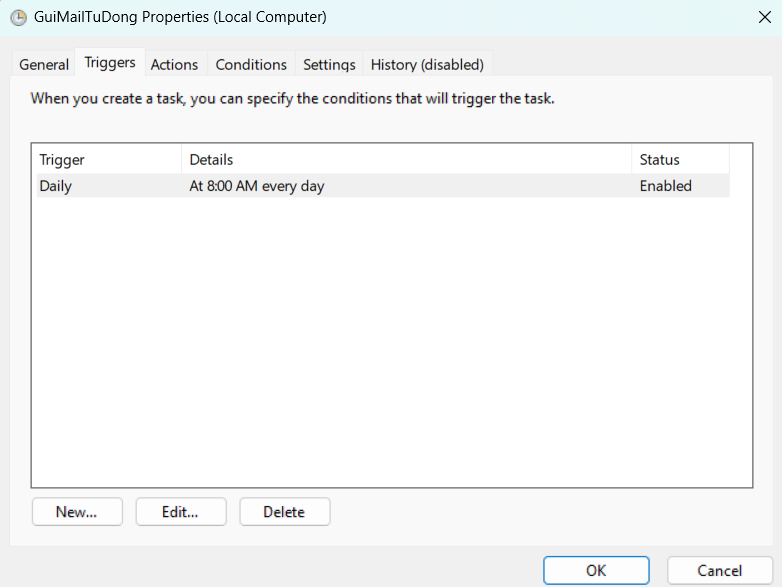 GuiMailTuDong Properties (Local Computer)
General Triggers Actions Conditions Settings History (disabled)
When you create a task, you can specify the conditions that will trigger the task.
Trigger Details Status
Daily At 8:00 AM every day Enabled
New... Edit... Delete
OK Cancel